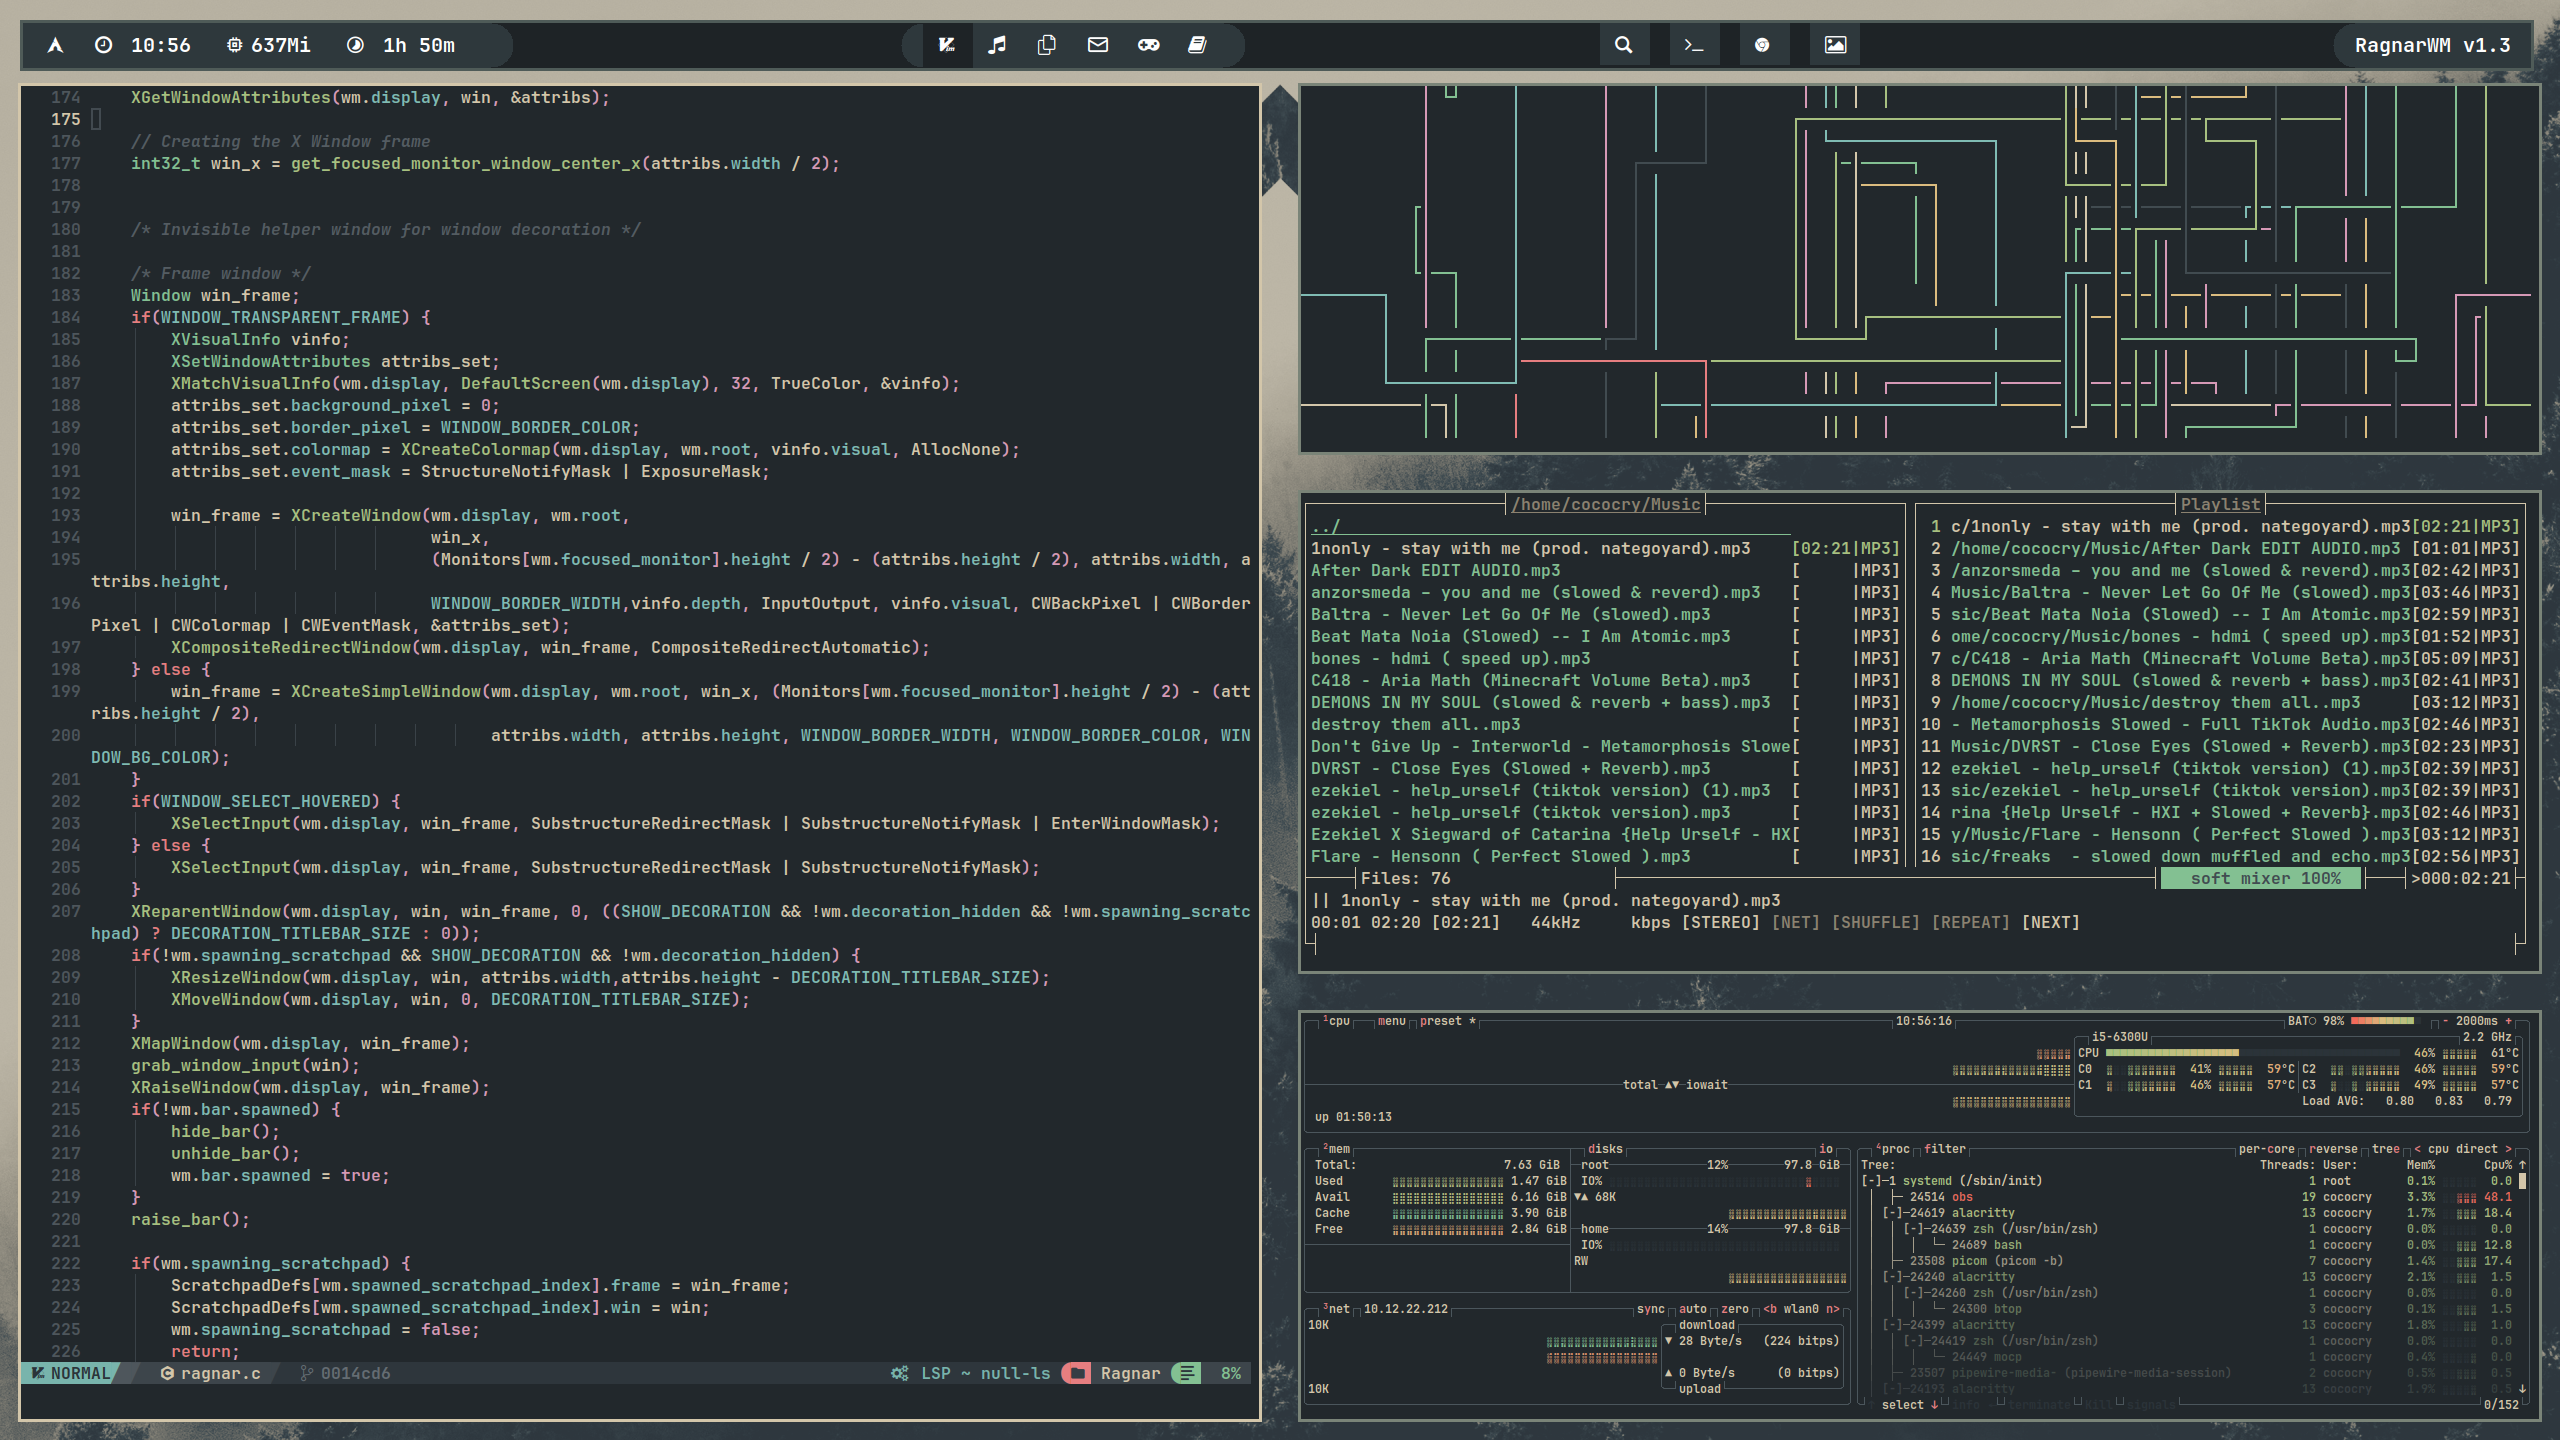 10:56 637Mi 1h 50m RagnarWM v1.3
174 XGetWindowAttributes(wm.display, win, &attribs);
175
176 // Creating the X Window frame
177 int32_t win_x = get_focused_monitor_window_center_x(attribs.width / 2);
178
179
180 /* Invisible helper window for window decoration */
181
182 /* Frame window */
183 Window win_frame;
184 if(WINDOW_TRANSPARENT_FRAME) {
185 XVisualInfo vinfo;
186 XSetWindowAttributes attribs_set;
187 XMatchVisualInfo(wm.display, DefaultScreen(wm.display), 32, TrueColor, &vinfo);
188 attribs_set.background_pixel = 0;
189 attribs_set.border_pixel = WINDOW_BORDER_COLOR;
190 attribs_set.colormap = XCreateColormap(wm.display, wm.root, vinfo.visual, AllocNone);
191 attribs_set.event_mask = StructureNotifyMask | ExposureMask;
192
193 win_frame = XCreateWindow(wm.display, wm.root,
194 win_x,
195 (Monitors[wm.focused_monitor].height / 2) - (attribs.height / 2), attribs.width, a
ttribs.height,
196 WINDOW_BORDER_WIDTH,vinfo.depth, InputOutput, vinfo.visual, CWBackPixel | CWBorder
Pixel | CWColormap | CWEventMask, &attribs_set);
197 XCompositeRedirectWindow(wm.display, win_frame, CompositeRedirectAutomatic);
198 } else {
199 win_frame = XCreateSimpleWindow(wm.display, wm.root, win_x, (Monitors[wm.focused_monitor].height / 2) - (att
ribs.height / 2),
200 attribs.width, attribs.height, WINDOW_BORDER_WIDTH, WINDOW_BORDER_COLOR, WIN
DOW_BG_COLOR);
201 }
202 if(WINDOW_SELECT_HOVERED) {
203 XSelectInput(wm.display, win_frame, SubstructureRedirectMask | SubstructureNotifyMask | EnterWindowMask);
204 } else {
205 XSelectInput(wm.display, win_frame, SubstructureRedirectMask | SubstructureNotifyMask);
206 }
207 XReparentWindow(wm.display, win, win_frame, 0, ((SHOW_DECORATION && !wm.decoration_hidden && !wm.spawning_scratc
hpad) ? DECORATION_TITLEBAR_SIZE : 0));
208 if(!wm.spawning_scratchpad && SHOW_DECORATION && !wm.decoration_hidden) {
209 XResizeWindow(wm.display, win, attribs.width,attribs.height - DECORATION_TITLEBAR_SIZE);
210 XMoveWindow(wm.display, win, 0, DECORATION_TITLEBAR_SIZE);
211 }
212 XMapWindow(wm.display, win_frame);
213 grab_window_input(win);
214 XRaiseWindow(wm.display, win_frame);
215 if(!wm.bar.spawned) {
216 hide_bar();
217 unhide_bar();
218 wm.bar.spawned = true;
219 }
220 raise_bar();
221
222 if(wm.spawning_scratchpad) {
223 ScratchpadDefs[wm.spawned_scratchpad_index].frame = win_frame;
224 ScratchpadDefs[wm.spawned_scratchpad_index].win = win;
225 wm.spawning_scratchpad = false;
226 return;
NORMAL ragnar.c 0014cd6 LSP ~ null-ls Ragnar 8%
/home/cococry/Music
../
1nonly - stay with me (prod. nategoyard).mp3 [02:21|MP3]
After Dark EDIT AUDIO.mp3 [ |MP3]
anzorsmeda – you and me (slowed & reverd).mp3 [ |MP3]
Baltra - Never Let Go Of Me (slowed).mp3 [ |MP3]
Beat Mata Noia (Slowed) -- I Am Atomic.mp3 [ |MP3]
bones - hdmi ( speed up).mp3 [ |MP3]
C418 - Aria Math (Minecraft Volume Beta).mp3 [ |MP3]
DEMONS IN MY SOUL (slowed & reverb + bass).mp3 [ |MP3]
destroy them all..mp3 [ |MP3]
Don't Give Up - Interworld - Metamorphosis Slowe[ |MP3]
DVRST - Close Eyes (Slowed + Reverb).mp3 [ |MP3]
ezekiel - help_urself (tiktok version) (1).mp3 [ |MP3]
ezekiel - help_urself (tiktok version).mp3 [ |MP3]
Ezekiel X Siegward of Catarina {Help Urself - HX[ |MP3]
Flare - Hensonn ( Perfect Slowed ).mp3 [ |MP3]
Playlist
1 c/1nonly - stay with me (prod. nategoyard).mp3[02:21|MP3]
2 /home/cococry/Music/After Dark EDIT AUDIO.mp3 [01:01|MP3]
3 /anzorsmeda – you and me (slowed & reverd).mp3[02:42|MP3]
4 Music/Baltra - Never Let Go Of Me (slowed).mp3[03:46|MP3]
5 sic/Beat Mata Noia (Slowed) -- I Am Atomic.mp3[02:59|MP3]
6 ome/cococry/Music/bones - hdmi ( speed up).mp3[01:52|MP3]
7 c/C418 - Aria Math (Minecraft Volume Beta).mp3[05:09|MP3]
8 DEMONS IN MY SOUL (slowed & reverb + bass).mp3[02:41|MP3]
9 /home/cococry/Music/destroy them all..mp3 [03:12|MP3]
10 - Metamorphosis Slowed - Full TikTok Audio.mp3[02:46|MP3]
11 Music/DVRST - Close Eyes (Slowed + Reverb).mp3[02:23|MP3]
12 ezekiel - help_urself (tiktok version) (1).mp3[02:39|MP3]
13 sic/ezekiel - help_urself (tiktok version).mp3[02:39|MP3]
14 rina {Help Urself - HXI + Slowed + Reverb}.mp3[02:46|MP3]
15 y/Music/Flare - Hensonn ( Perfect Slowed ).mp3[03:12|MP3]
16 sic/freaks - slowed down muffled and echo.mp3[02:56|MP3]
Files: 76 soft mixer 100% >000:02:21
|| 1nonly - stay with me (prod. nategoyard).mp3
00:01 02:20 [02:21] 44kHz kbps [STEREO] [NET] [SHUFFLE] [REPEAT] [NEXT]
1cpu menu preset * 10:56:16 BAT 98% - 2000ms +
i5-6300U 2.2 GHz
CPU 46% 61°C
C0 41% 59°C C2 46% 59°C
total ▲▼ iowait C1 46% 57°C C3 49% 57°C
Load AVG: 0.80 0.83 0.79
up 01:50:13
2mem
Total: 7.63 GiB
Used 1.47 GiB
Avail 6.16 GiB
Cache 3.90 GiB
Free 2.84 GiB
disks io
root 12% 97.8 GiB
IO%
▼▲ 68K
home 14% 97.8 GiB
IO%
RW
3net 10.12.22.212 sync auto zero <b wlan0 n>
10K
download
▼ 28 Byte/s (224 bitps)
▲ 0 Byte/s (0 bitps)
upload
10K
4proc filter per-core reverse tree < cpu direct >
Tree: Threads: User: Mem% Cpu% ↑
[-]-1 systemd (/sbin/init) 1 root 0.1% 0.0
24514 obs 19 cococry 3.3% 48.1
[-]-24619 alacritty 13 cococry 1.7% 18.4
[-]-24639 zsh (/usr/bin/zsh) 1 cococry 0.0% 0.0
24689 bash 1 cococry 0.0% 12.8
23508 picom (picom -b) 7 cococry 1.4% 17.4
[-]-24240 alacritty 13 cococry 2.1% 1.5
[-]-24260 zsh (/usr/bin/zsh) 1 cococry 0.0% 0.0
24300 btop 3 cococry 0.1% 1.5
[-]-24399 alacritty 13 cococry 1.8% 1.0
[-]-24419 zsh (/usr/bin/zsh) 1 cococry 0.0% 0.0
24449 mocp 1 cococry 0.4% 0.0
23507 pipewire-media- (pipewire-media-session) 2 cococry 0.5% 0.5
[-]-24193 alacritty 13 cococry 1.9% 0.5 ↓
select ↓ info terminate kill signals 0/152